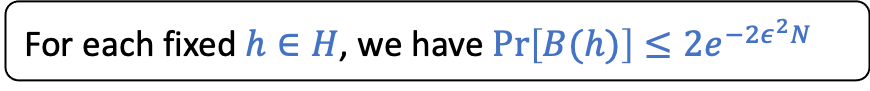 For each fixed h ∈ H, we have Pr[B(h)] ≤ 2e^{−2ϵ²N}